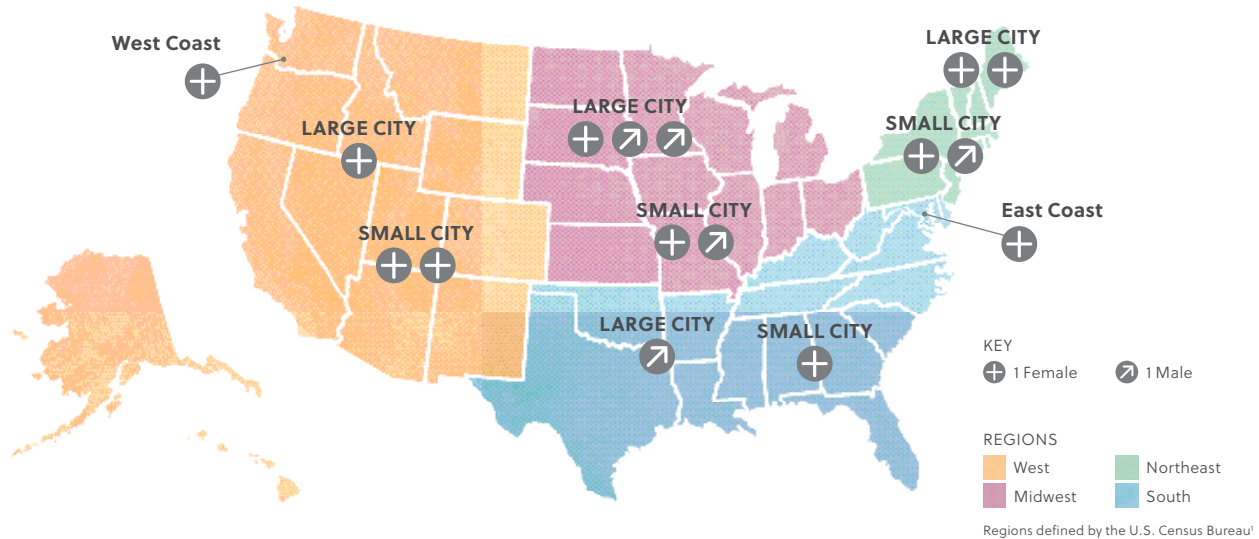 West Coast
LARGE CITY
LARGE CITY
LARGE CITY
SMALL CITY
SMALL CITY
East Coast
SMALL CITY
LARGE CITY
SMALL CITY
KEY
1 Female
1 Male
REGIONS
West
Northeast
Midwest
South
Regions defined by the U.S. Census Bureau¹